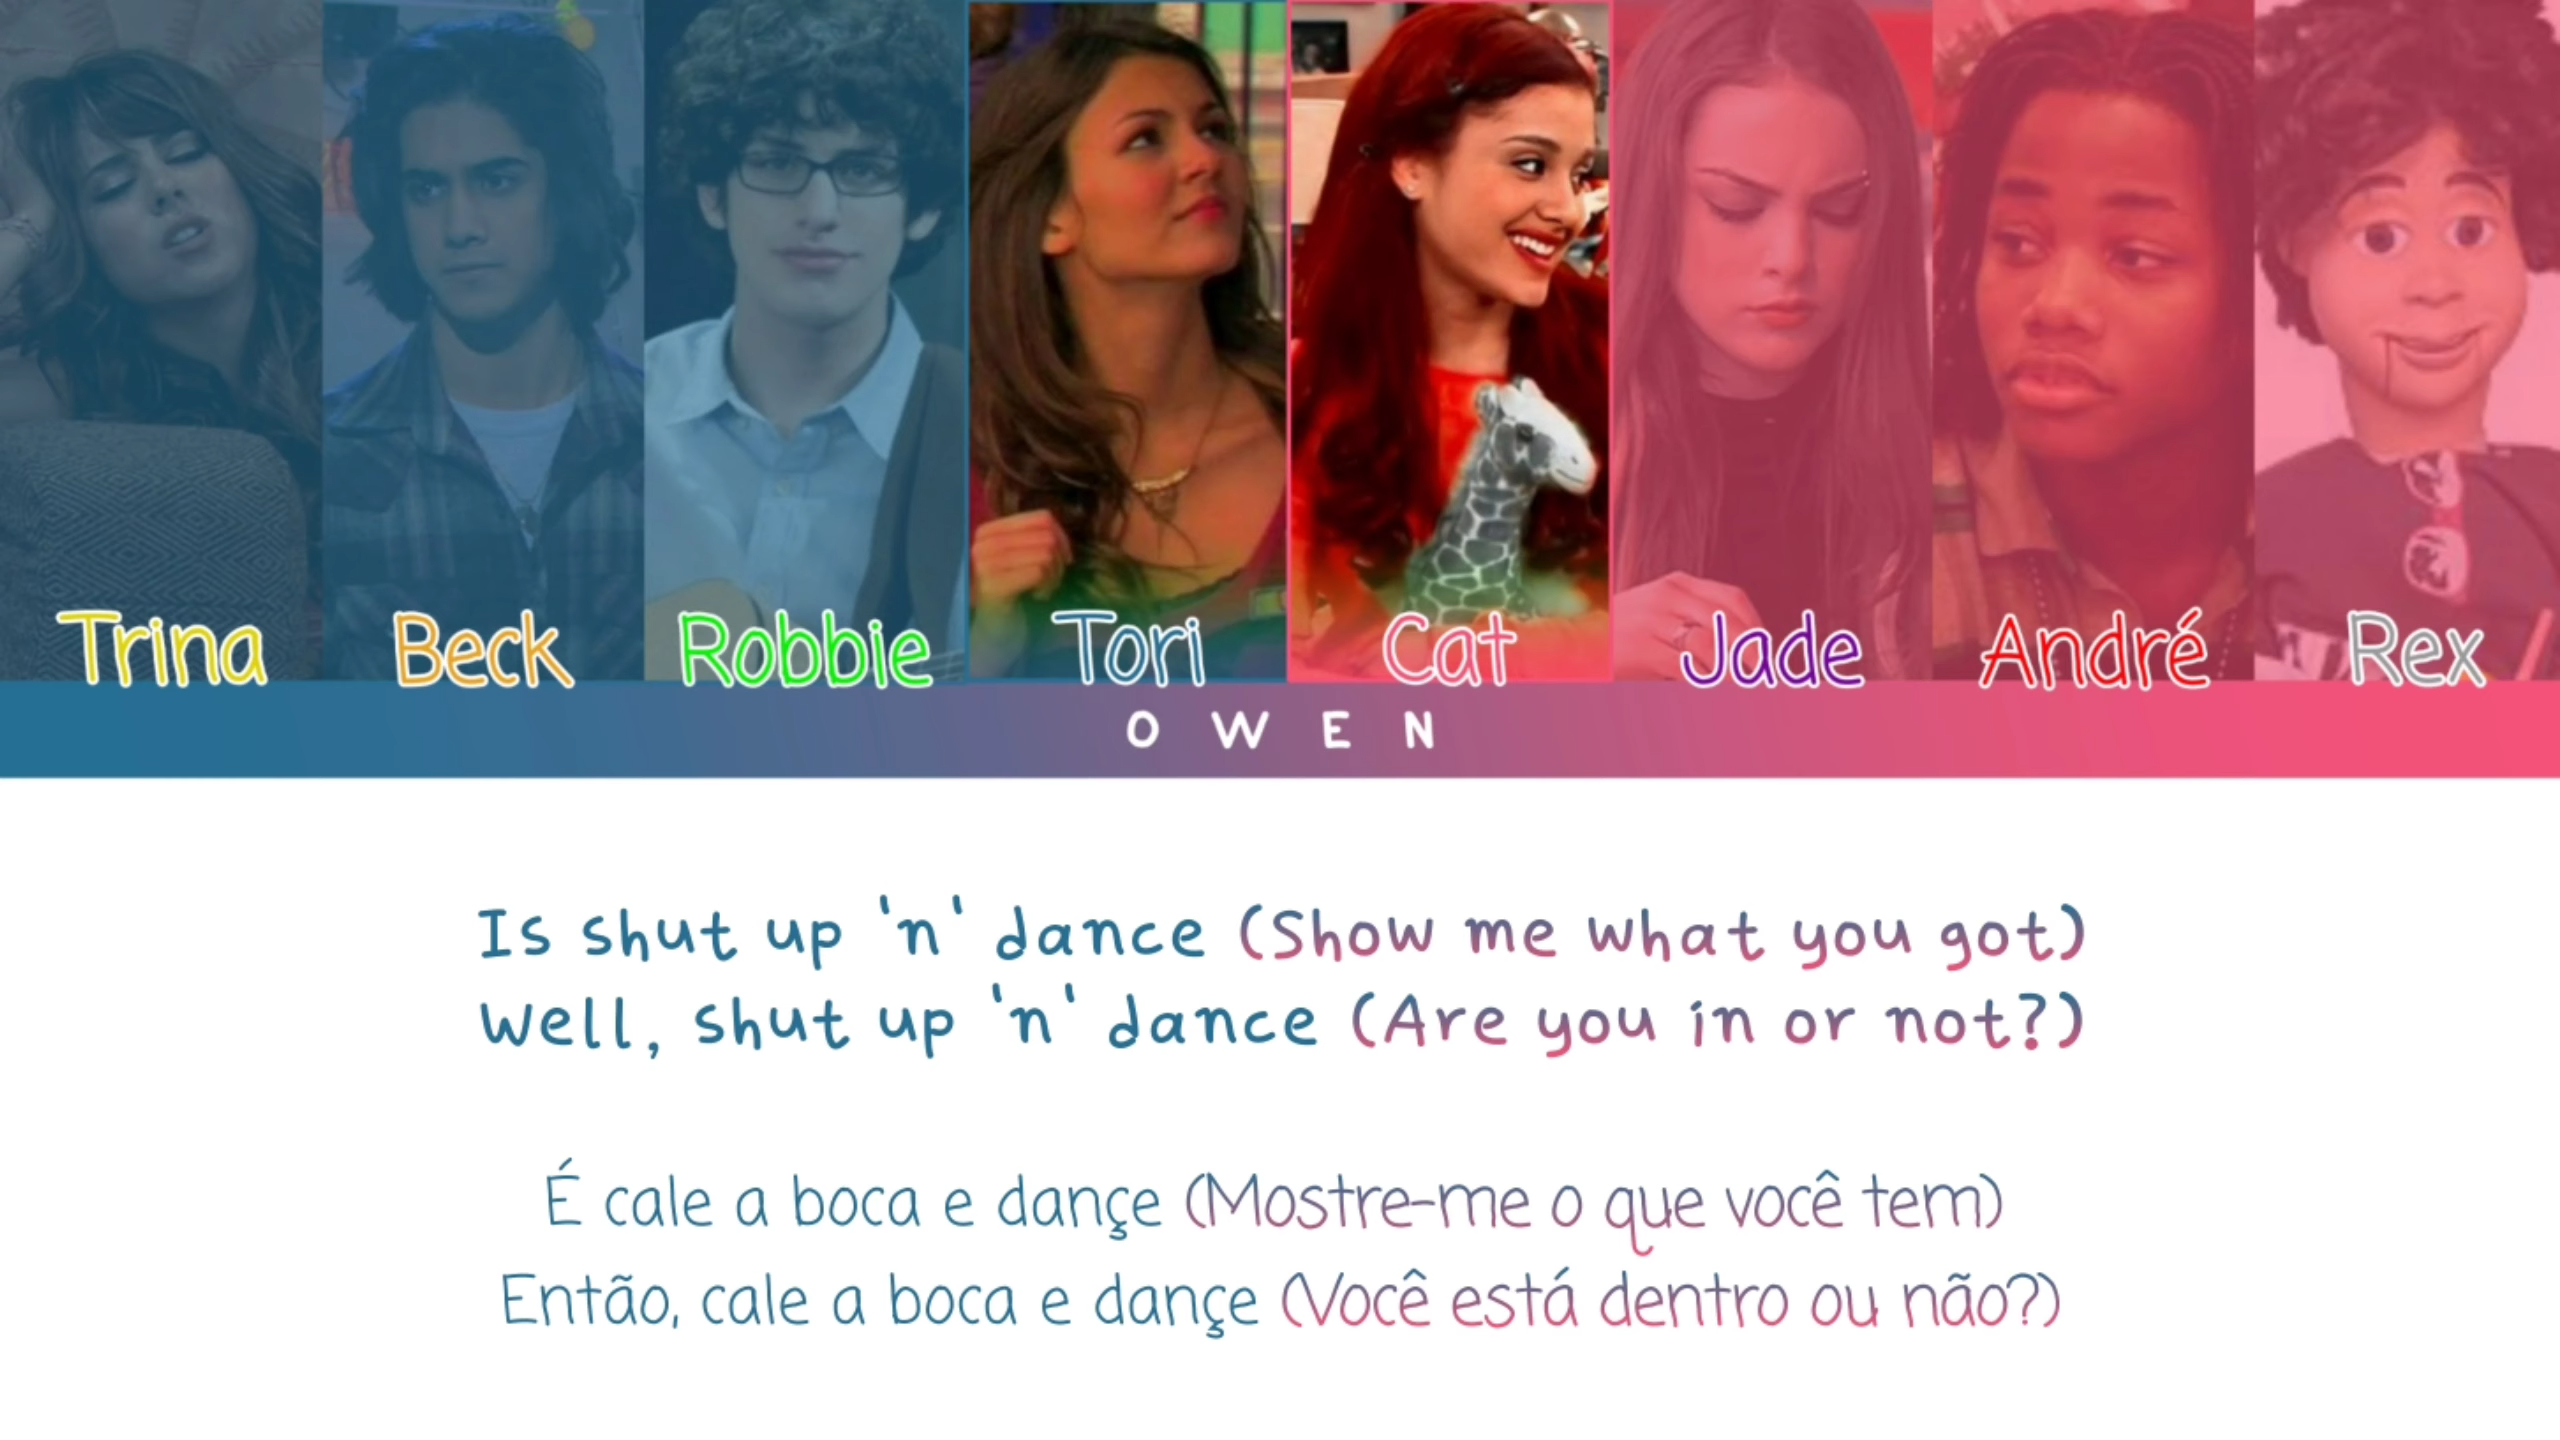 Trina Beck Robbie Tori Cat Jade André Rex
OWEN
Is shut up 'n' dance (Show me what you got)
Well, shut up 'n' dance (Are you in or not?)
É cale a boca e dançe (Mostre-me o que você tem)
Então, cale a boca e dançe (Você está dentro ou não?)